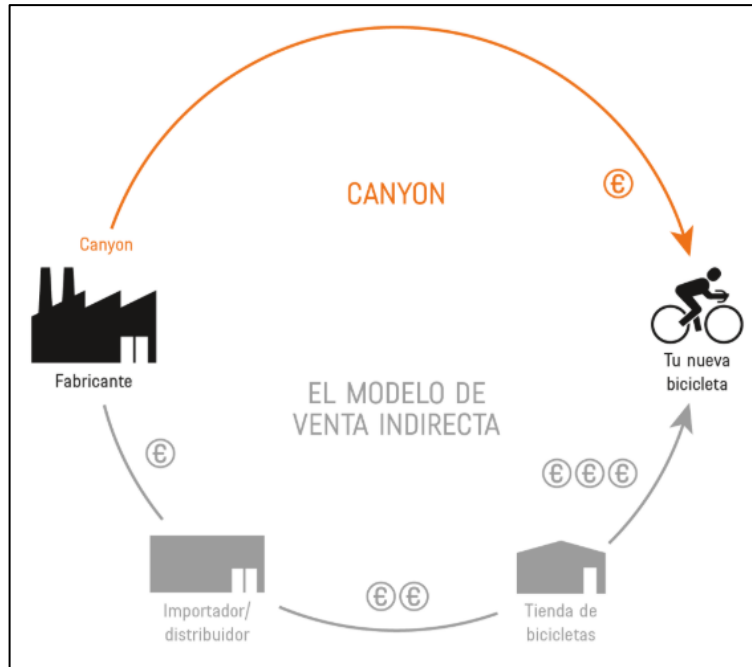 CANYON
€
Canyon
Fabricante
Tu nueva
bicicleta
EL MODELO DE
VENTA INDIRECTA
€
€€€
€€
Importador/
distribuidor
Tienda de
bicicletas